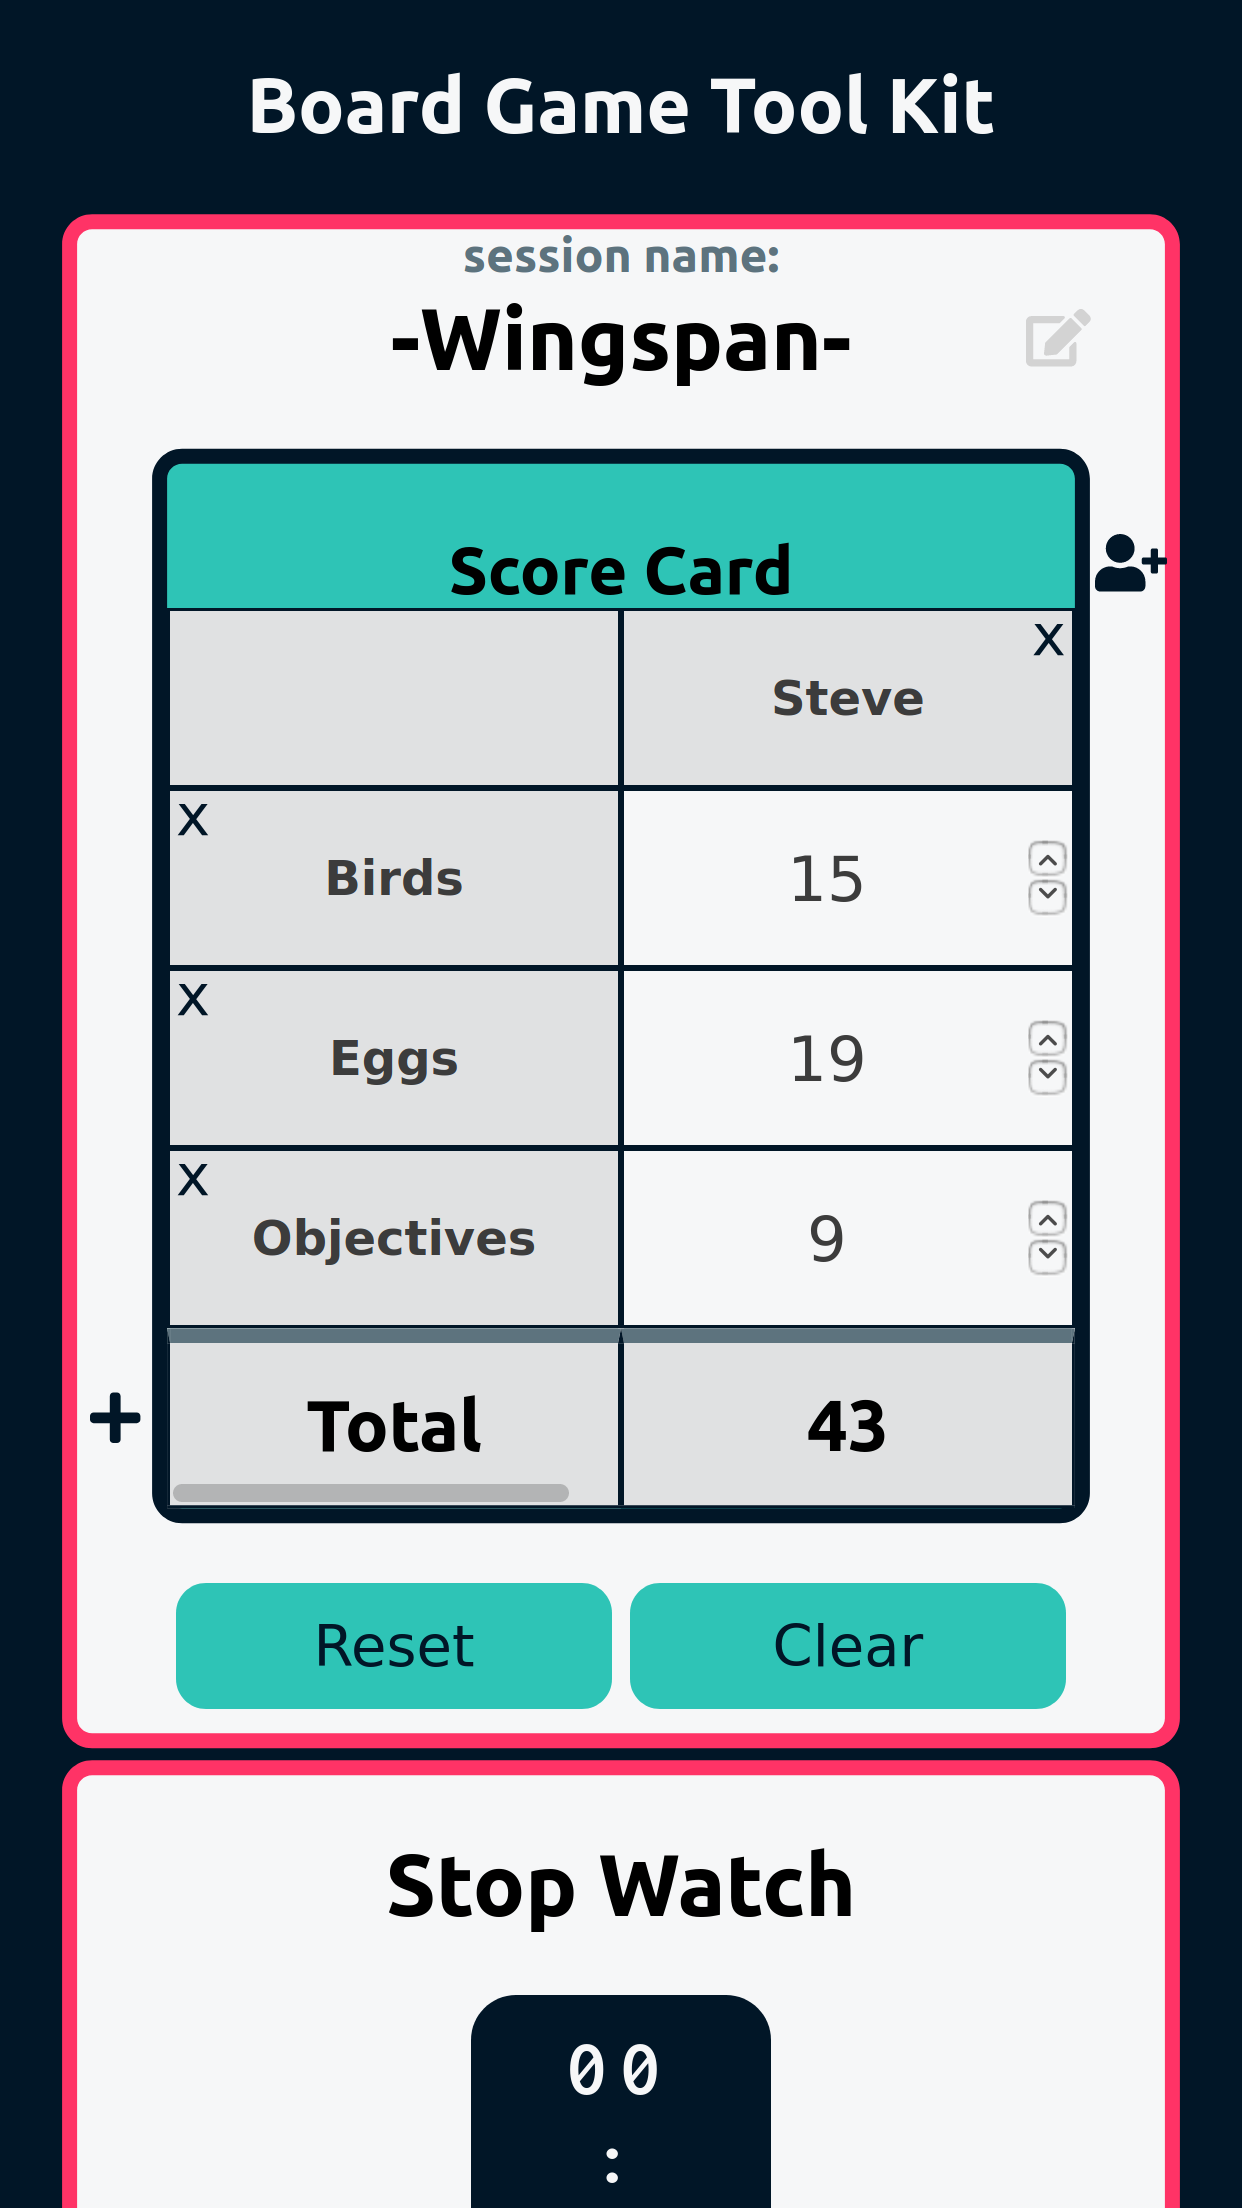 Board Game Tool Kit
session name:
-Wingspan-
Score Card
X
Steve
X
Birds 15
X
Eggs 19
X
Objectives 9
Total 43
Reset Clear
Stop Watch
00
: